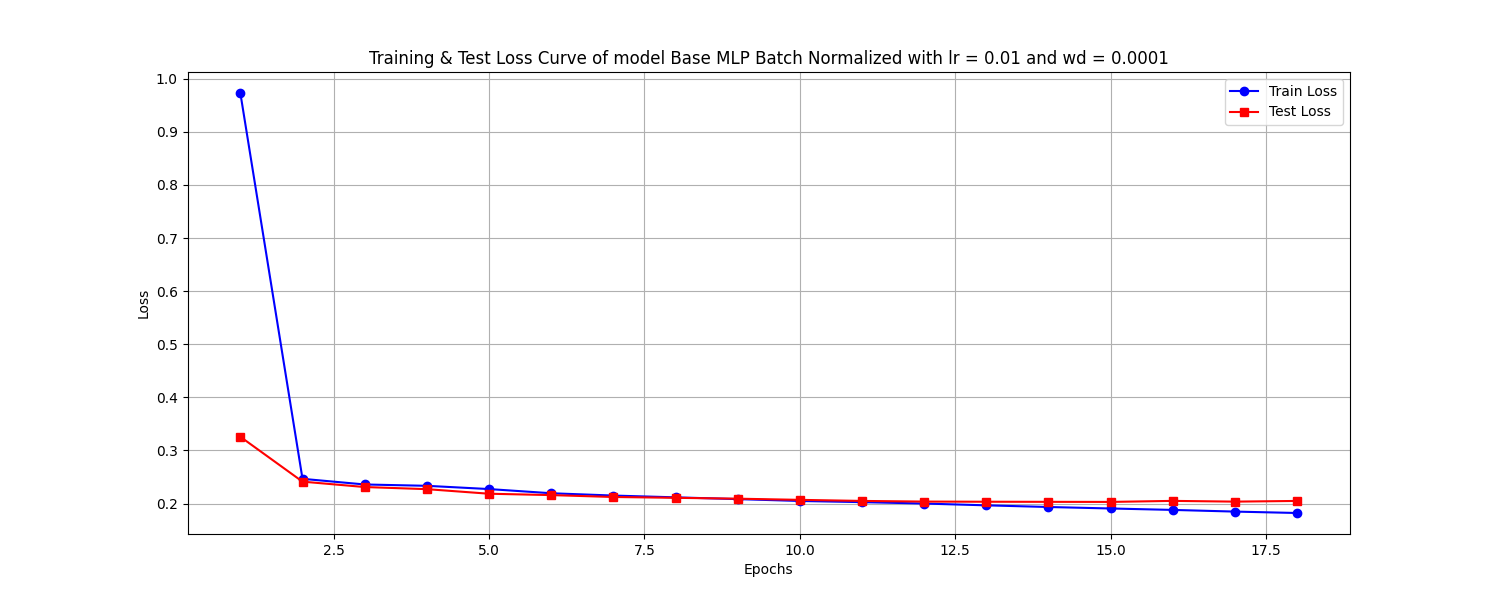 Training & Test Loss Curve of model Base MLP Batch Normalized with lr = 0.01 and wd = 0.0001
Train Loss
Test Loss
1.0
0.9
0.8
0.7
0.6
0.5
0.4
0.3
0.2
Loss
2.5 5.0 7.5 10.0 12.5 15.0 17.5
Epochs